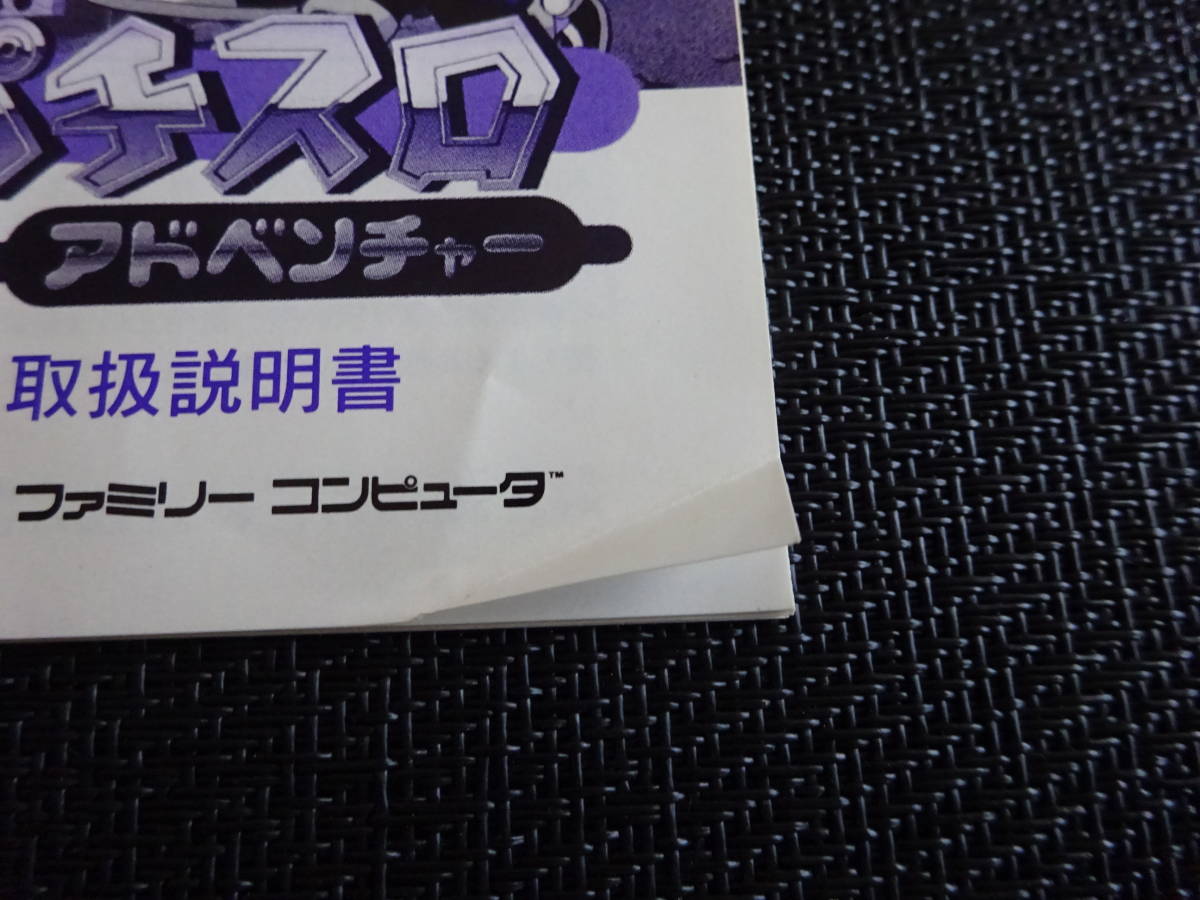 パチスロ
アドベンチャー
取扱説明書
ファミリー コンピュータ™